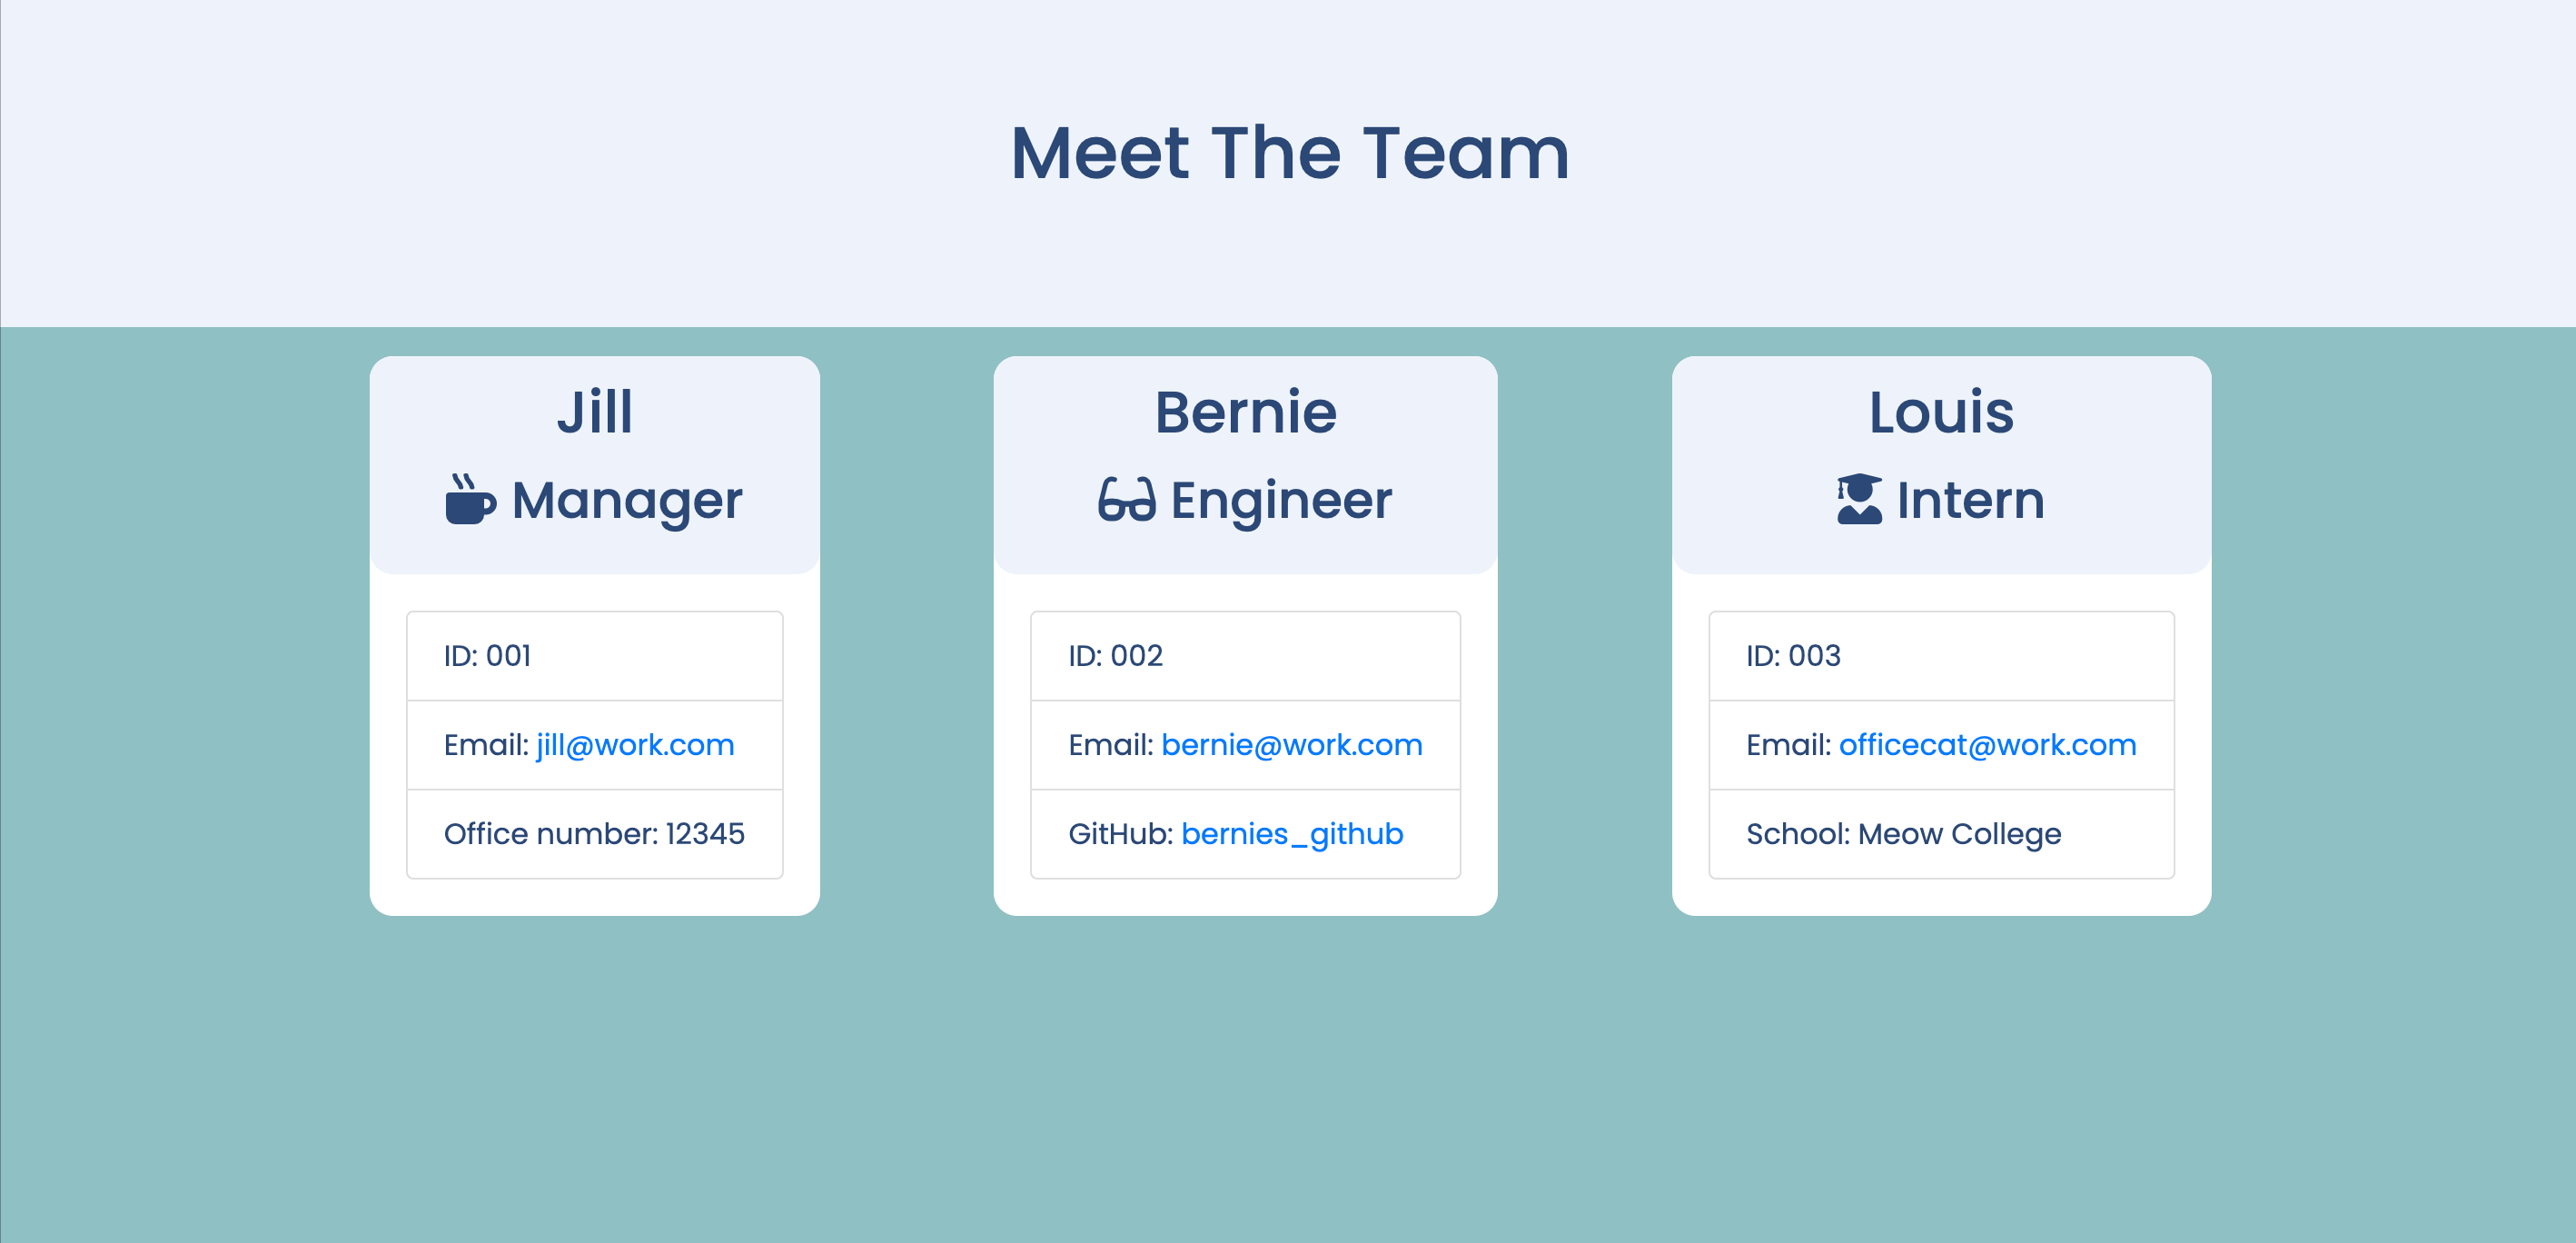 Meet The Team
Jill
Manager
ID: 001
Email: jill@work.com
Office number: 12345
Bernie
Engineer
ID: 002
Email: bernie@work.com
GitHub: bernies_github
Louis
Intern
ID: 003
Email: officecat@work.com
School: Meow College